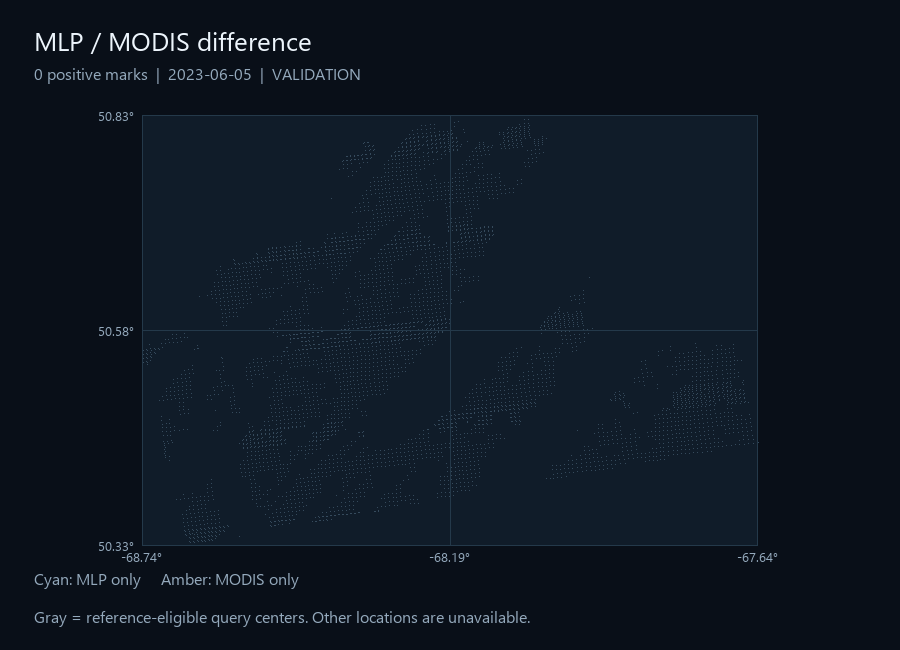 MLP / MODIS difference
0 positive marks | 2023-06-05 | VALIDATION
50.83°
50.58°
50.33°
-68.74° -68.19° -67.64°
Cyan: MLP only Amber: MODIS only
Gray = reference-eligible query centers. Other locations are unavailable.